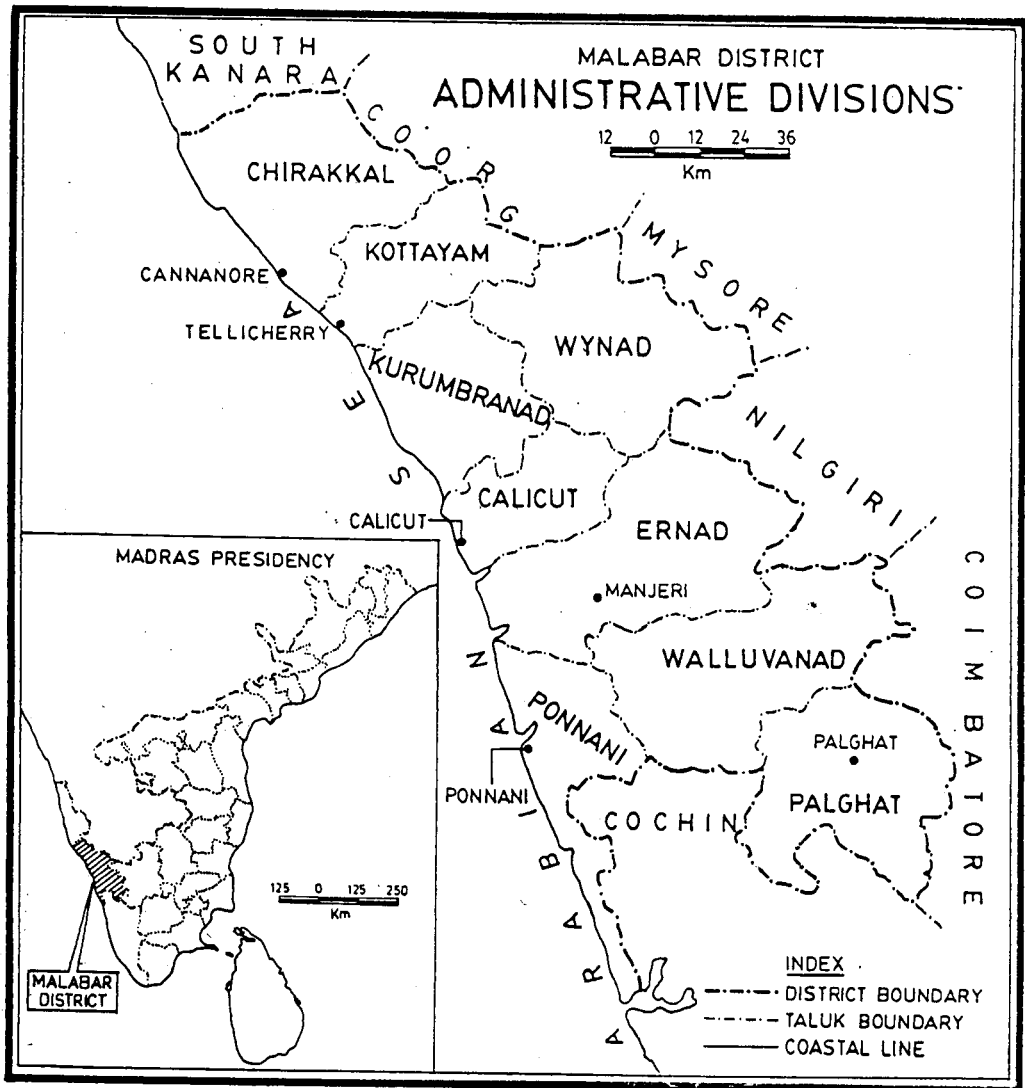 MALABAR DISTRICT
ADMINISTRATIVE DIVISIONS
12 0 12 24 36
Km
SOUTH
KANARA
COORG
MYSORE
NILGIRI
COIMBATORE
CHIRAKKAL
KOTTAYAM
CANNANORE
TELLICHERRY
WYNAD
KURUMBRANAD
CALICUT
CALICUT
ERNAD
MANJERI
WALLUVANAD
PONNANI
PONNANI
PALGHAT
PALGHAT
COCHIN
ARABIAN SEA
MADRAS PRESIDENCY
125 0 125 250
Km
MALABAR
DISTRICT
INDEX
DISTRICT BOUNDARY
TALUK BOUNDARY
COASTAL LINE